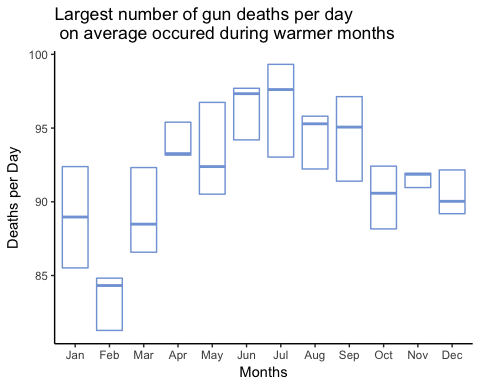 Largest number of gun deaths per day
on average occured during warmer months
100
95
90
85
Deaths per Day
Jan Feb Mar Apr May Jun Jul Aug Sep Oct Nov Dec
Months